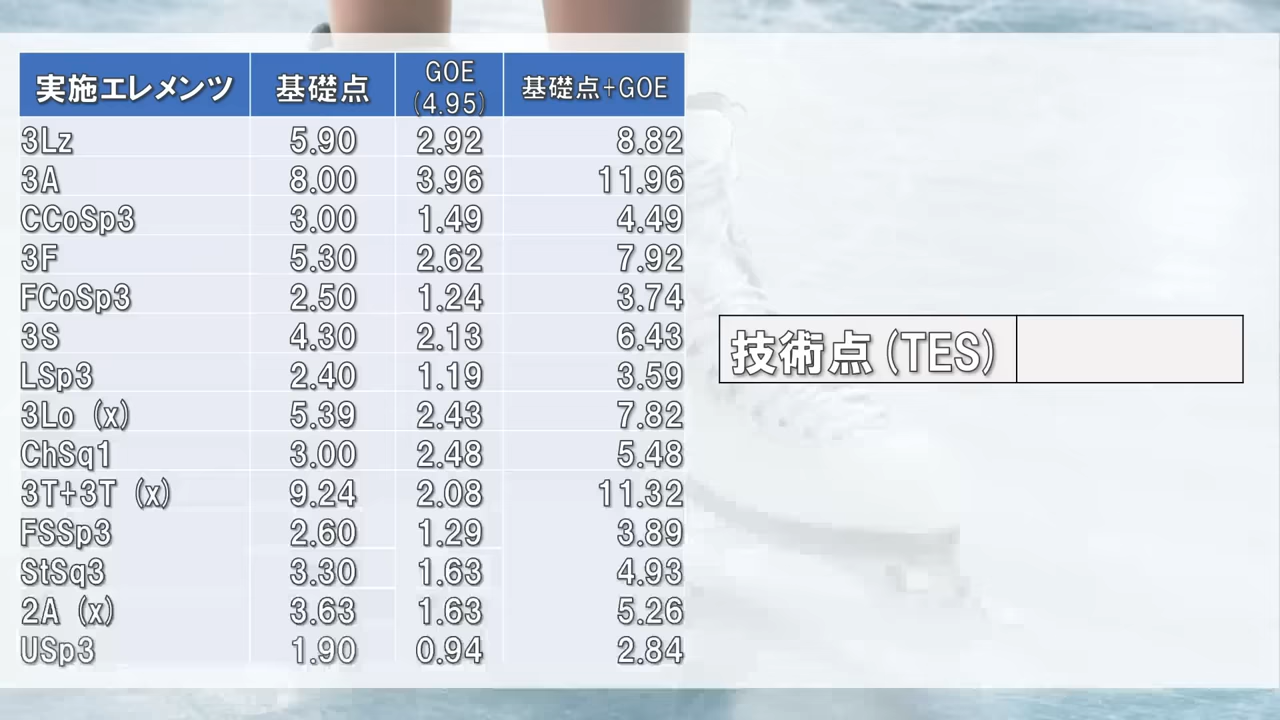 実施エレメンツ 基礎点 GOE (4.95) 基礎点+GOE
3Lz 5.90 2.92 8.82
3A 8.00 3.96 11.96
CCoSp3 3.00 1.49 4.49
3F 5.30 2.62 7.92
FCoSp3 2.50 1.24 3.74
3S 4.30 2.13 6.43
LSp3 2.40 1.19 3.59
3Lo (x) 5.39 2.43 7.82
ChSq1 3.00 2.48 5.48
3T+3T (x) 9.24 2.08 11.32
FSSp3 2.60 1.29 3.89
StSq3 3.30 1.63 4.93
2A (x) 3.63 1.63 5.26
USp3 1.90 0.94 2.84
技術点(TES)